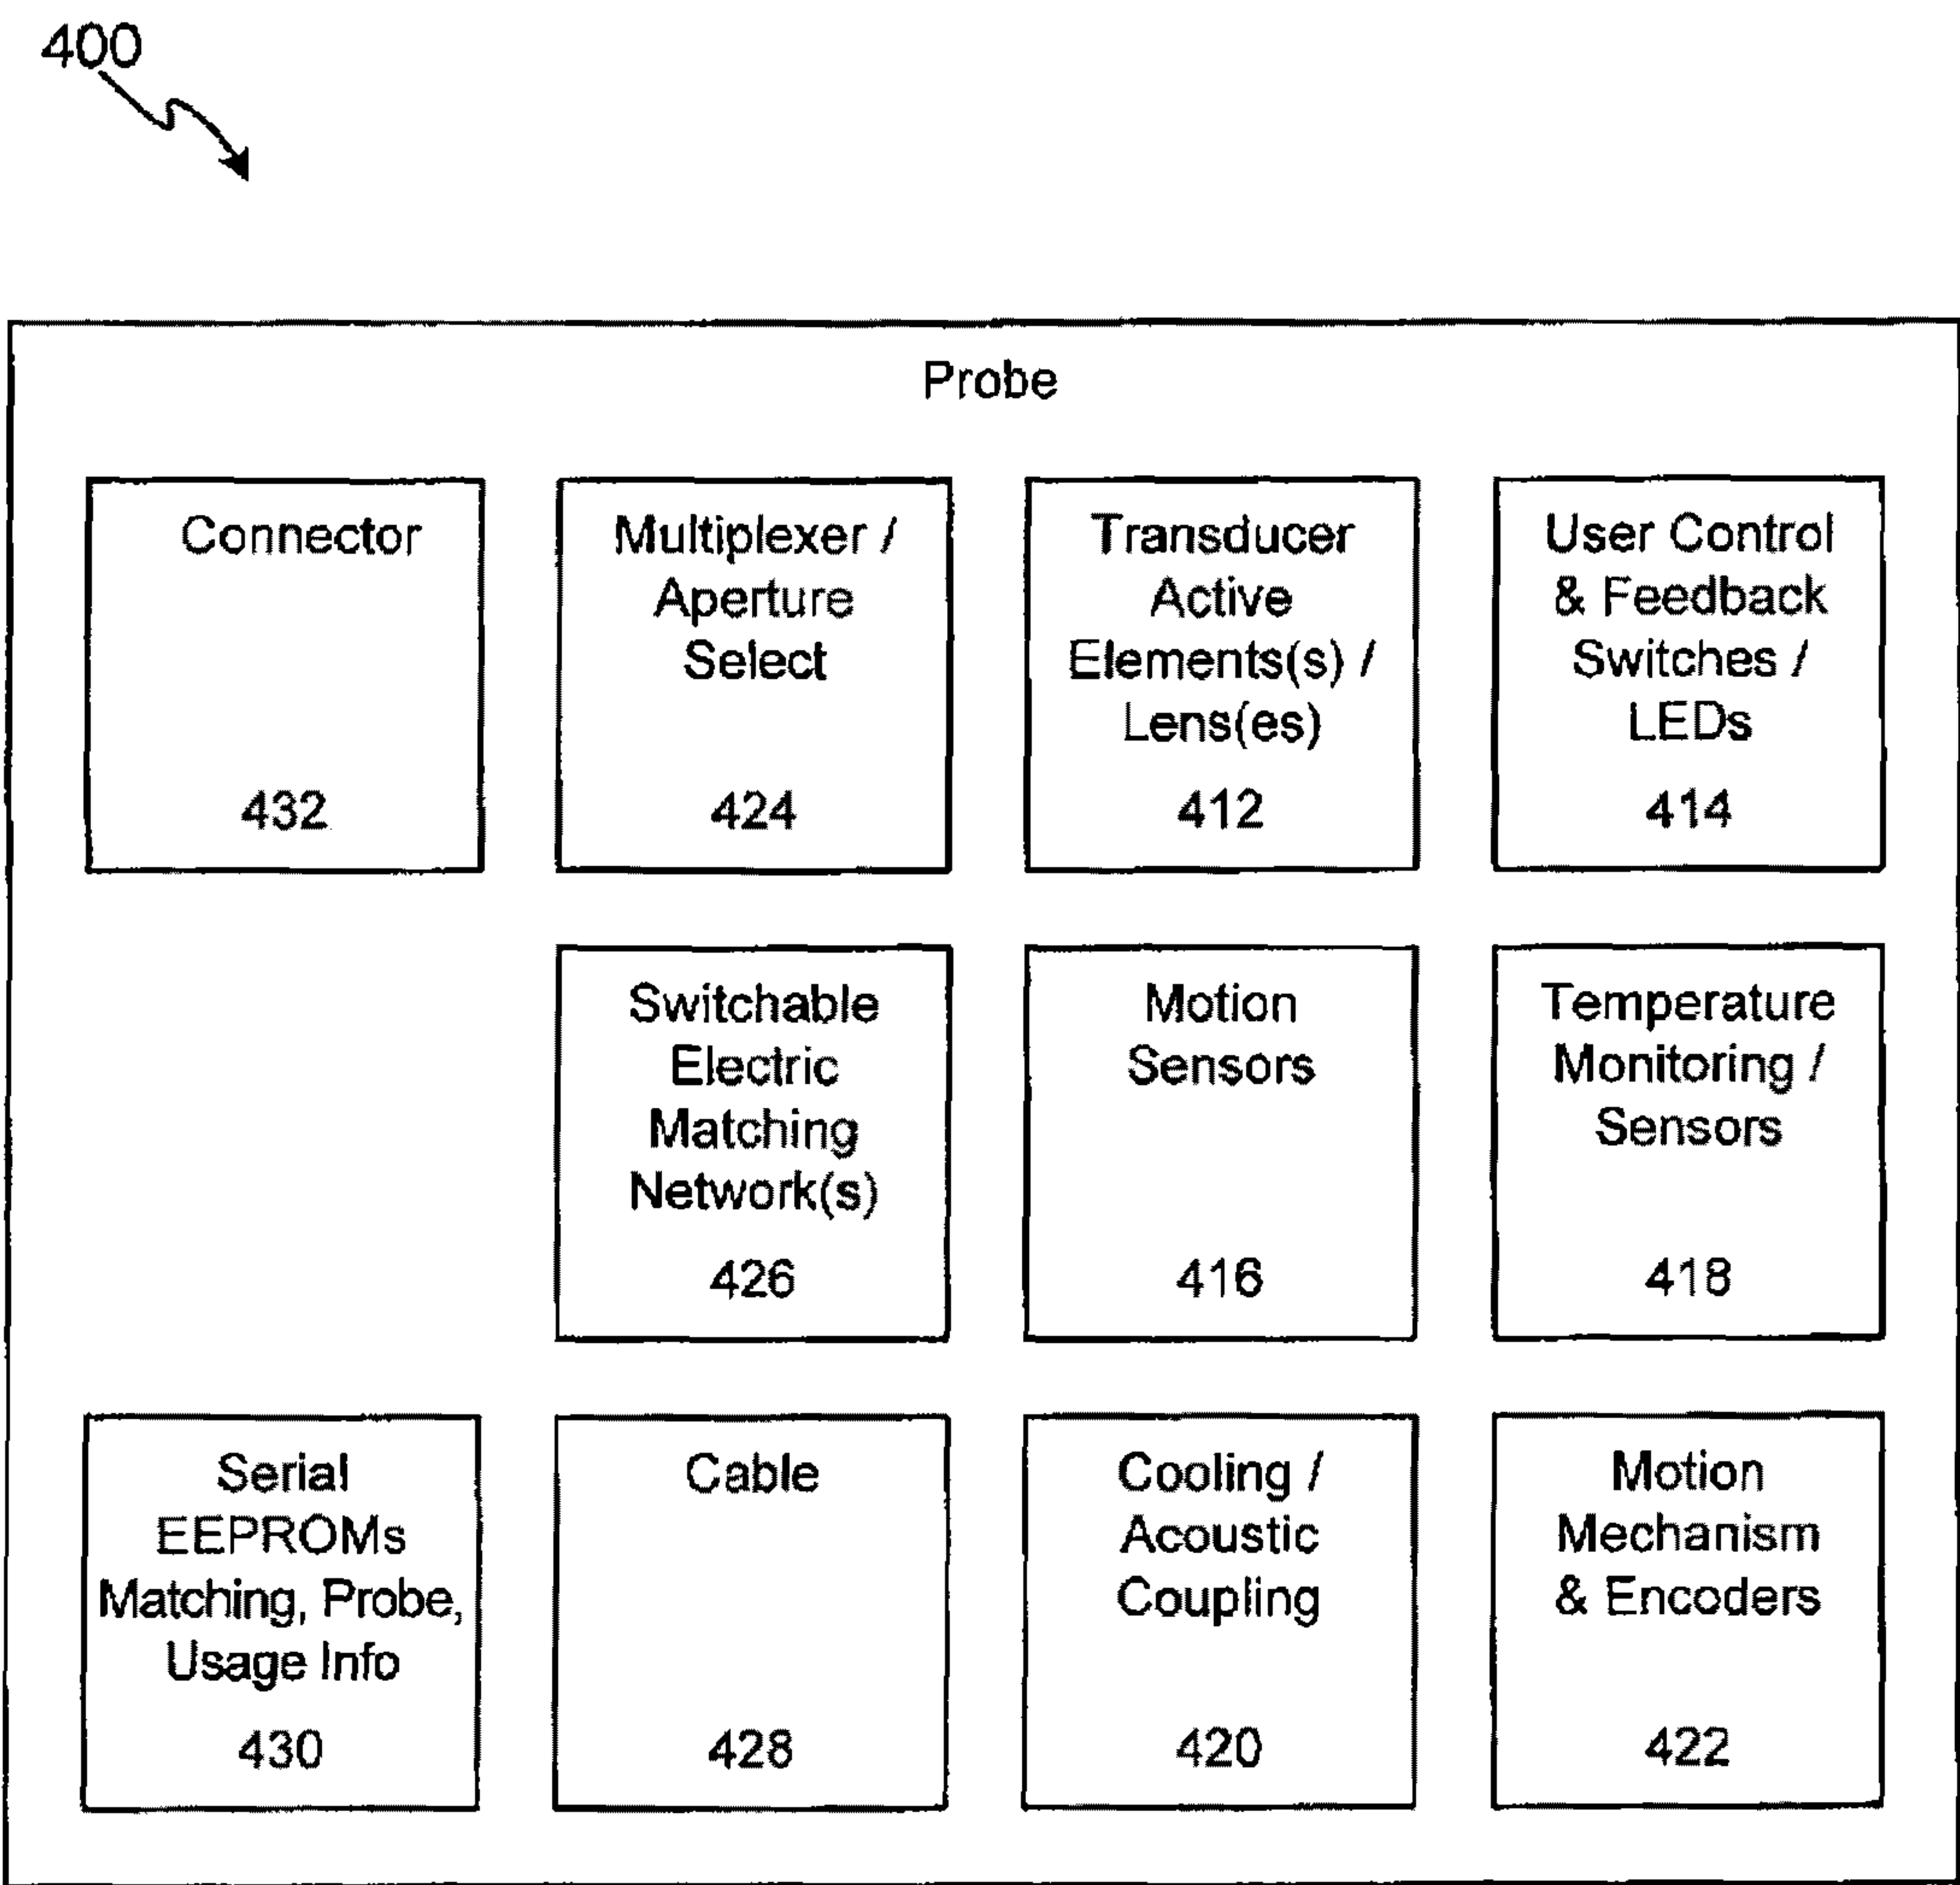 400
Probe
Connector
432
Multiplexer /
Aperture
Select
424
Transducer
Active
Elements(s) /
Lens(es)
412
User Control
& Feedback
Switches /
LEDs
414
Switchable
Electric
Matching
Network(s)
426
Motion
Sensors
416
Temperature
Monitoring /
Sensors
418
Serial
EEPROMs
Matching, Probe,
Usage Info
430
Cable
428
Cooling /
Acoustic
Coupling
420
Motion
Mechanism
& Encoders
422